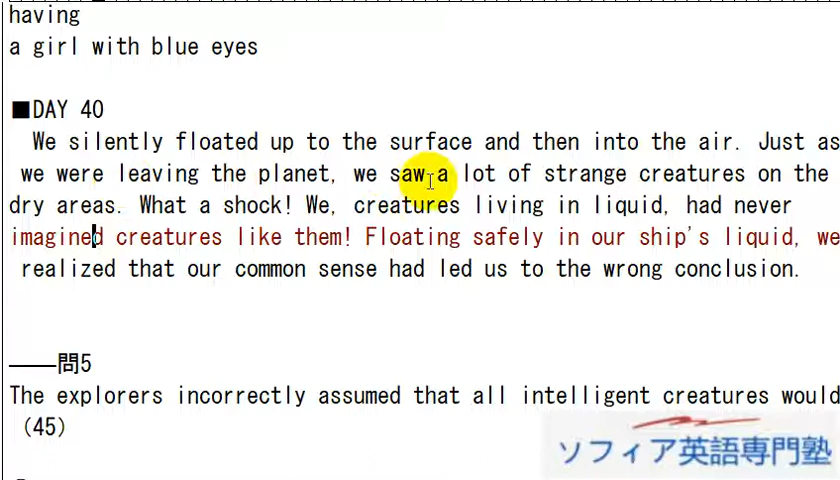 having
a girl with blue eyes
■DAY 40
We silently floated up to the surface and then into the air. Just as
we were leaving the planet, we saw a lot of strange creatures on the
dry areas. What a shock! We, creatures living in liquid, had never
imagined creatures like them! Floating safely in our ship's liquid, we
realized that our common sense had led us to the wrong conclusion.
――問5
The explorers incorrectly assumed that all intelligent creatures would
(45)
ソフィア英語専門塾